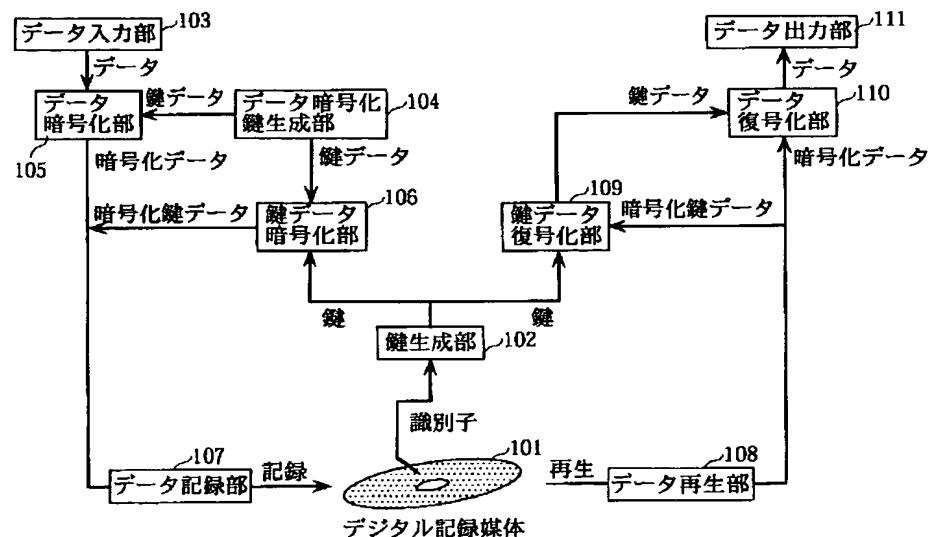 103
データ入力部
データ
データ
暗号化部
105
鍵データ
データ暗号化
鍵生成部
104
暗号化データ
鍵データ
暗号化鍵データ
106
鍵データ
暗号化部
111
データ出力部
データ
鍵データ
データ
復号化部
110
暗号化データ
109
鍵データ
復号化部
暗号化鍵データ
鍵
鍵
鍵生成部
102
識別子
107
データ記録部
記録
101
デジタル記録媒体
再生
108
データ再生部